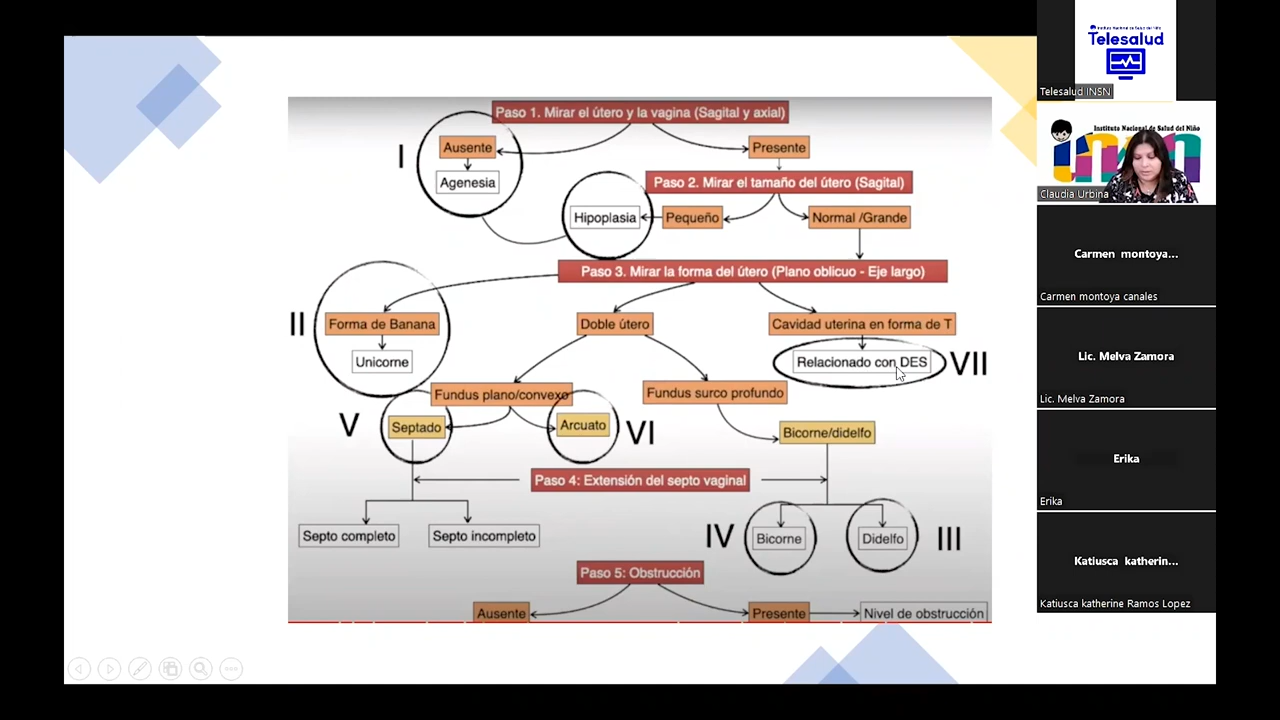 Paso 1. Mirar el útero y la vagina (Sagital y axial)
I
Ausente
Presente
Agenesia
Paso 2. Mirar el tamaño del útero (Sagital)
Hipoplasia
Pequeño
Normal /Grande
Paso 3. Mirar la forma del útero (Plano oblicuo - Eje largo)
II
Forma de Banana
Doble útero
Cavidad uterina en forma de T
Unicorne
Relacionado con DES
VII
Fundus plano/convexo
Fundus surco profundo
V
Septado
Arcuato
VI
Bicorne/didelfo
Paso 4: Extensión del septo vaginal
Septo completo
Septo incompleto
IV
Bicorne
Didelfo
III
Paso 5: Obstrucción
Ausente
Presente
Nivel de obstrucción
Instituto Nacional de Salud del Niño
Telesalud
Telesalud INSN
Instituto Nacional de Salud del Niño
Claudia Urbina
Carmen montoya...
Carmen montoya canales
Lic. Melva Zamora
Lic. Melva Zamora
Erika
Erika
Katiusca katherin...
Katiusca katherine Ramos Lopez